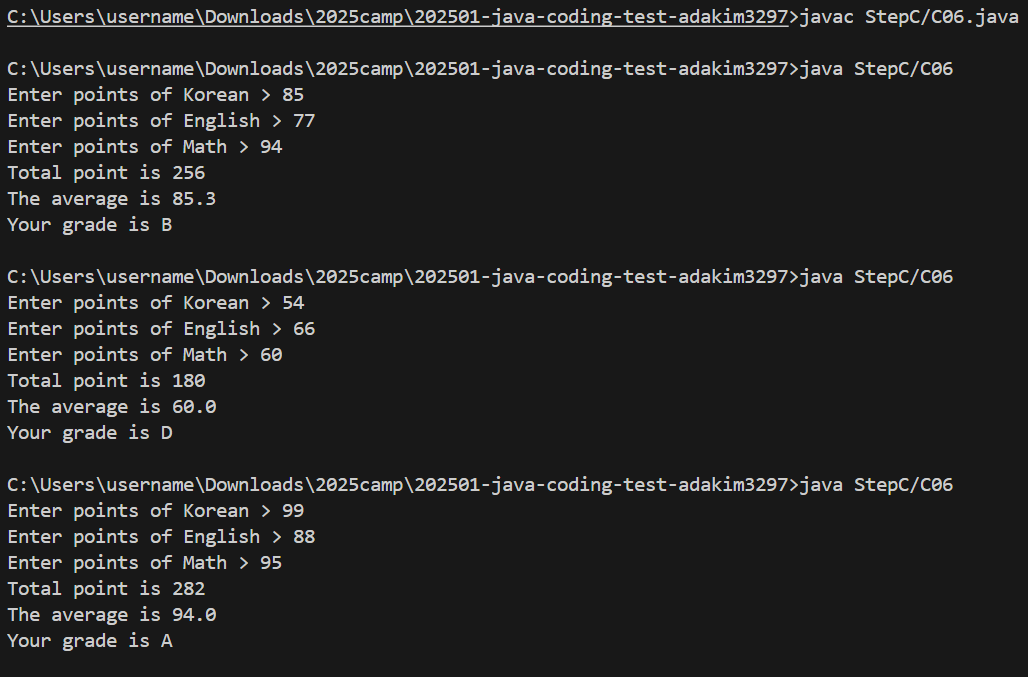 C:\Users\username\Downloads\2025camp\202501-java-coding-test-adakim3297>javac StepC/C06.java
C:\Users\username\Downloads\2025camp\202501-java-coding-test-adakim3297>java StepC/C06
Enter points of Korean > 85
Enter points of English > 77
Enter points of Math > 94
Total point is 256
The average is 85.3
Your grade is B
C:\Users\username\Downloads\2025camp\202501-java-coding-test-adakim3297>java StepC/C06
Enter points of Korean > 54
Enter points of English > 66
Enter points of Math > 60
Total point is 180
The average is 60.0
Your grade is D
C:\Users\username\Downloads\2025camp\202501-java-coding-test-adakim3297>java StepC/C06
Enter points of Korean > 99
Enter points of English > 88
Enter points of Math > 95
Total point is 282
The average is 94.0
Your grade is A